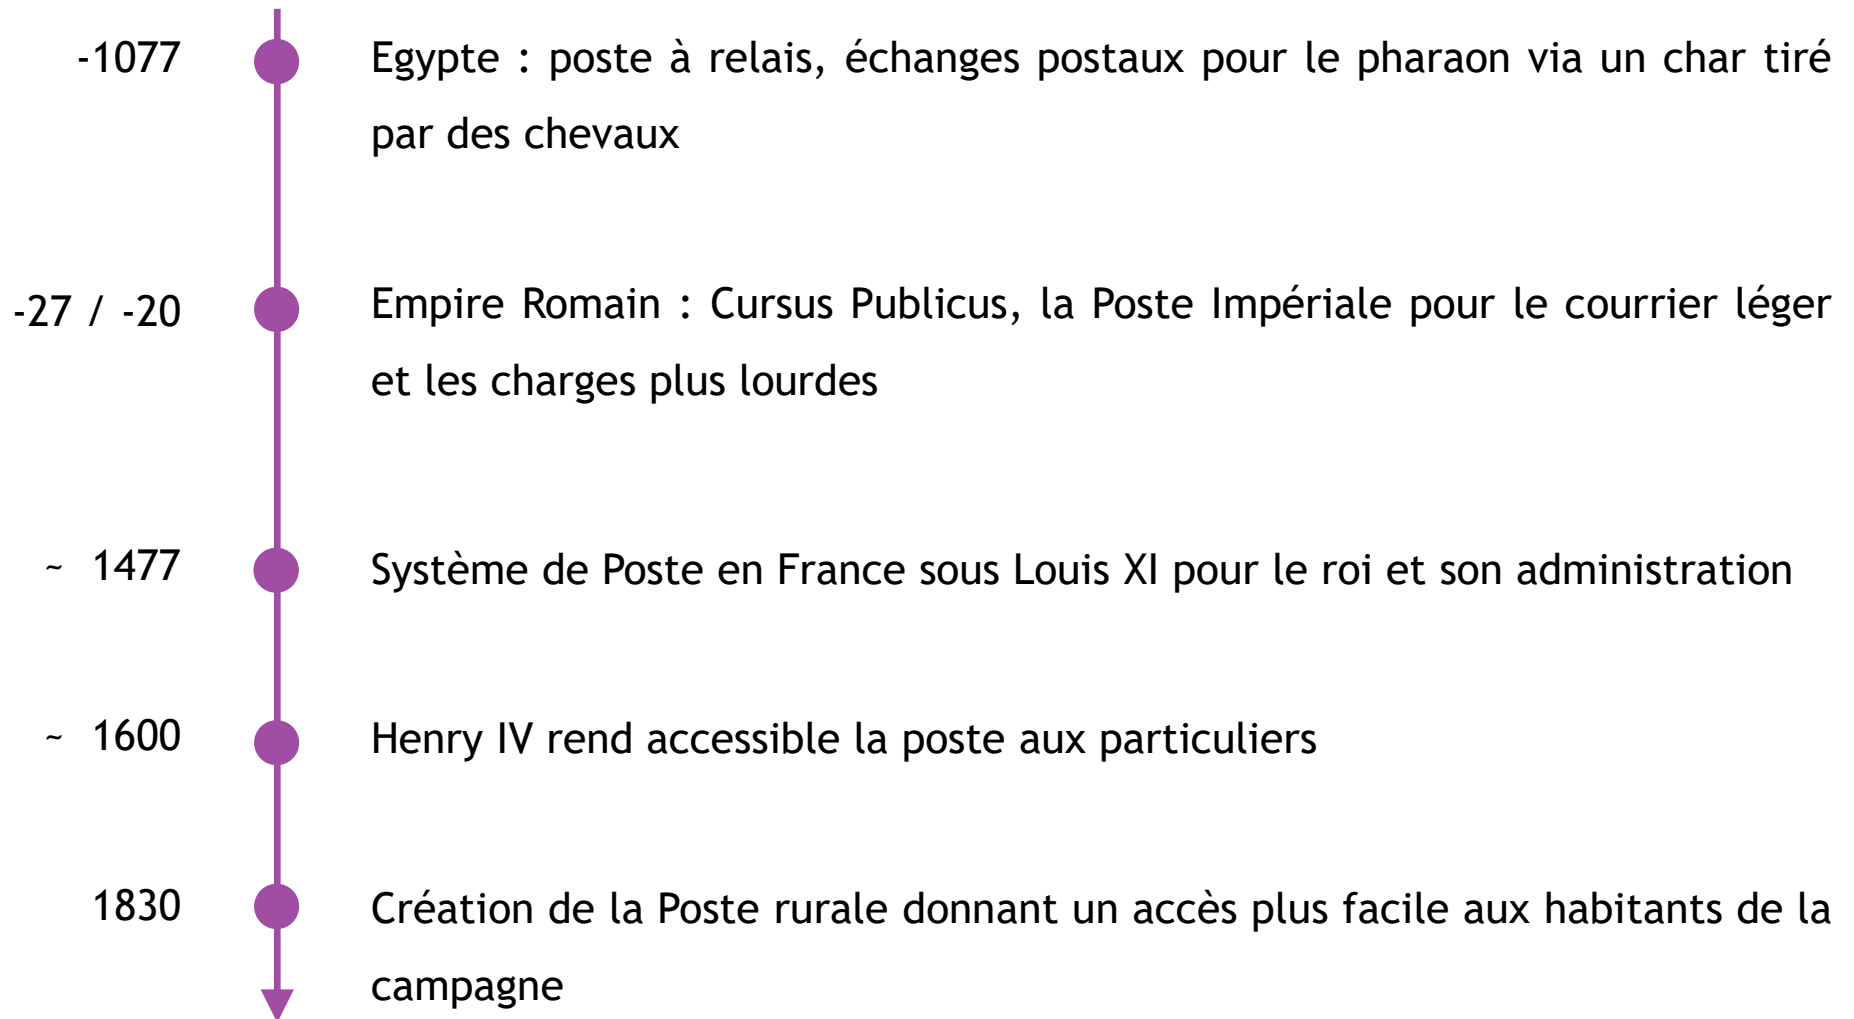 -1077
Egypte : poste à relais, échanges postaux pour le pharaon via un char tiré
par des chevaux
-27 / -20
Empire Romain : Cursus Publicus, la Poste Impériale pour le courrier léger
et les charges plus lourdes
~ 1477
Système de Poste en France sous Louis XI pour le roi et son administration
~ 1600
Henry IV rend accessible la poste aux particuliers
1830
Création de la Poste rurale donnant un accès plus facile aux habitants de la
campagne